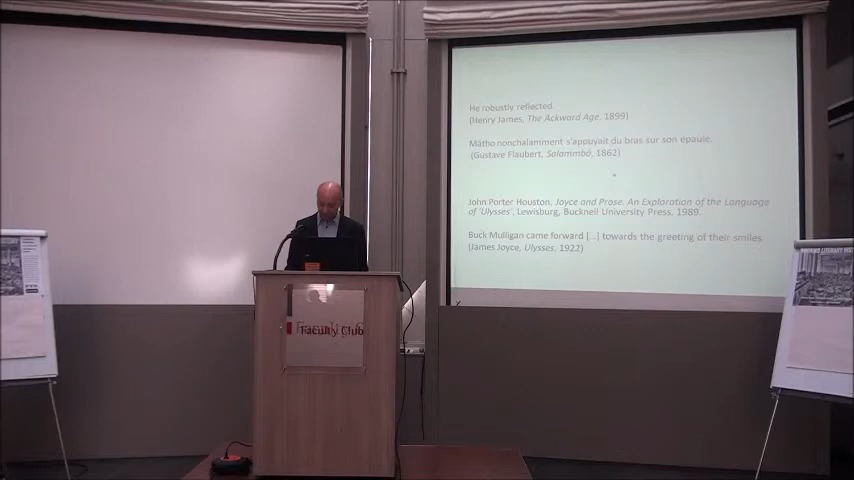 He robustly reflected.
(Henry James, The Ackward Age, 1899)
Mâtho nonchalamment s'appuyait du bras sur son épaule.
(Gustave Flaubert, Salammbô, 1862)
John Porter Houston, Joyce and Prose. An Exploration of the Language
of 'Ulysses', Lewisburg, Bucknell University Press, 1989.
Buck Mulligan came forward [...] towards the greeting of their smiles.
(James Joyce, Ulysses, 1922)
Faculty Club
LITERARY